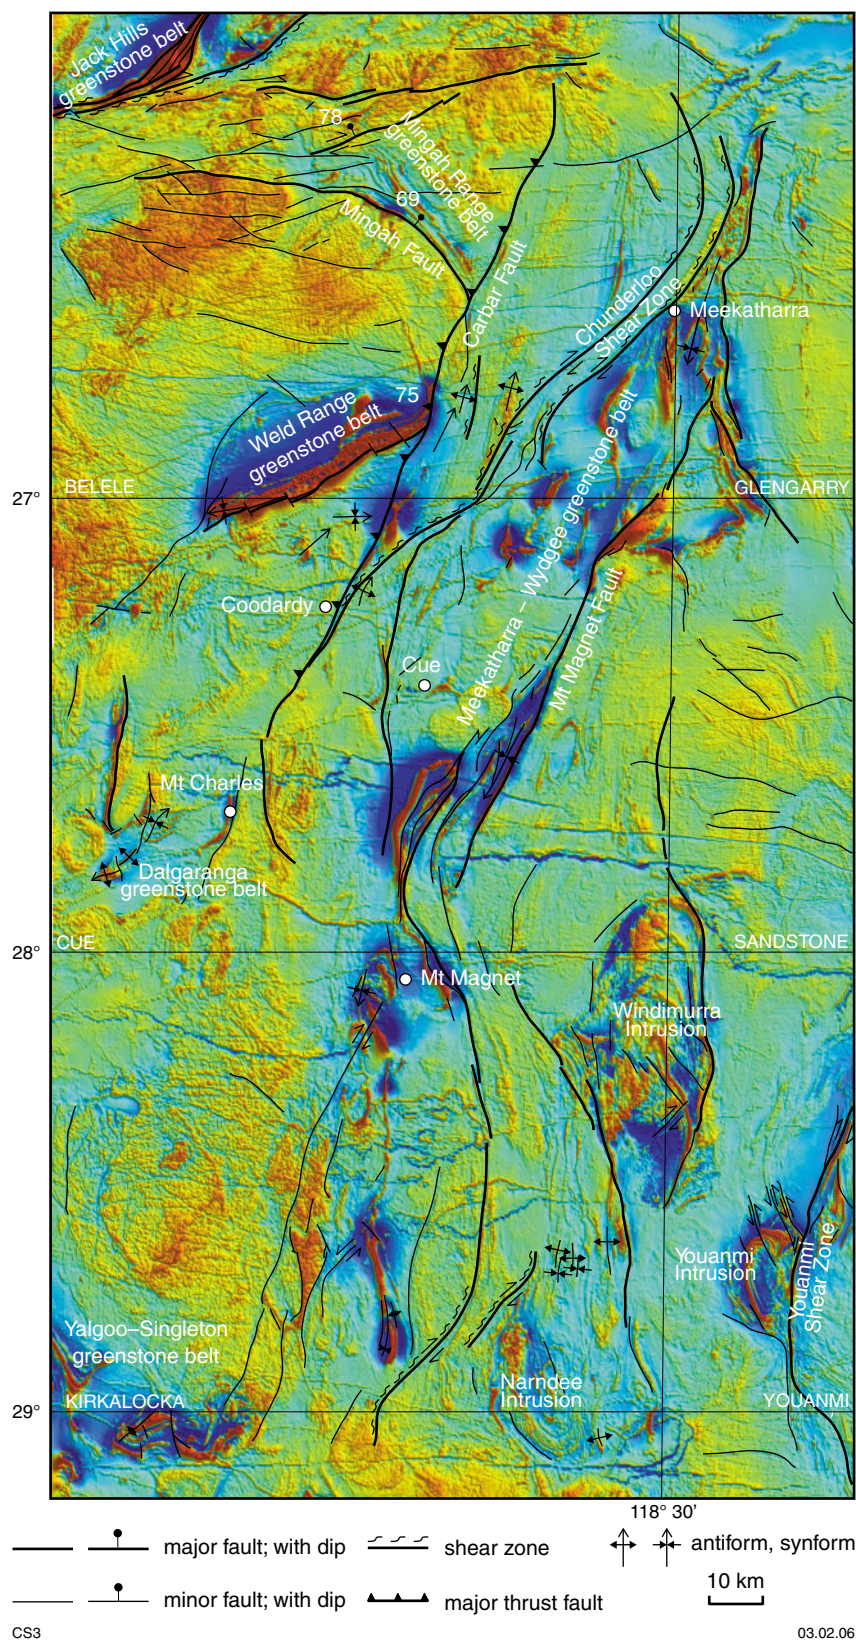 Jack Hills
greenstone belt
78
Mingah Range
greenstone belt
69
Mingah Fault
Carbar Fault
Chunderloo
Shear Zone
Meekatharra
75
Weld Range
greenstone belt
Meekatharra – Wydgee greenstone belt
27°
BELELE
GLENGARRY
Coodardy
Mt Magnet Fault
Cue
Mt Charles
Dalgaranga
greenstone belt
28°
CUE
SANDSTONE
Mt Magnet
Windimurra
Intrusion
Youanmi
Intrusion
Youanmi
Shear Zone
Yalgoo–Singleton
greenstone belt
Narndee
Intrusion
29°
KIRKALOCKA
YOUANMI
118° 30’
major fault; with dip
shear zone
antiform, synform
minor fault; with dip
major thrust fault
10 km
CS3
03.02.06